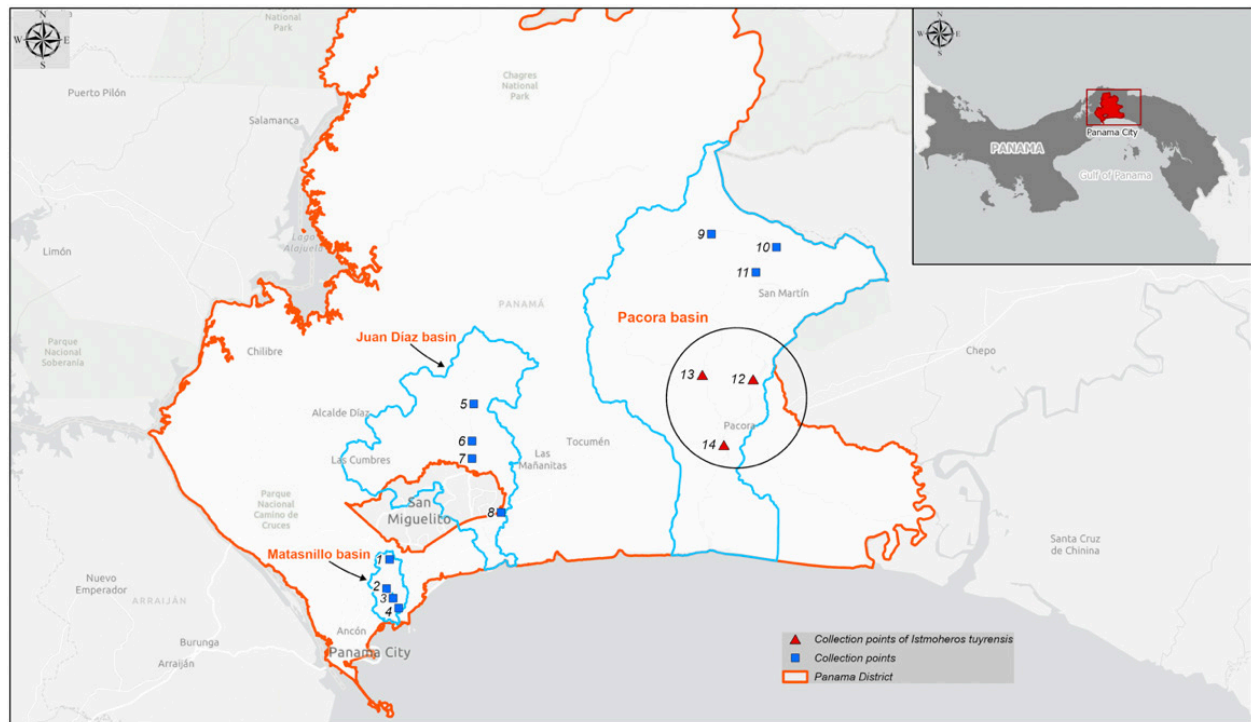 N
W
E
S
National
Park
Puerto Pilón
Salamanca
Chagres
National
Park
Lago
Alajuela
Limón
Parque
Nacional
Soberanía
Chilibre
PANAMÁ
Juan Díaz basin
Pacora basin
9
10
11
San Martín
Chepo
13
12
14
Pacora
Alcalde Díaz
5
6
7
Las Cumbres
Tocumén
Las
Mañanitas
San
Miguelito
8
Parque
Nacional
Camino de
Cruces
Matasnillo basin
1
2
3
4
Nuevo
Emperador
ARRAIJÁN
Ancón
Burunga
Arraiján
Panama City
Santa Cruz
de Chinina
N
W
E
S
Panama City
PANAMA
Gulf of Panama
Collection points of Istmoheros tuyrensis
Collection points
Panama District